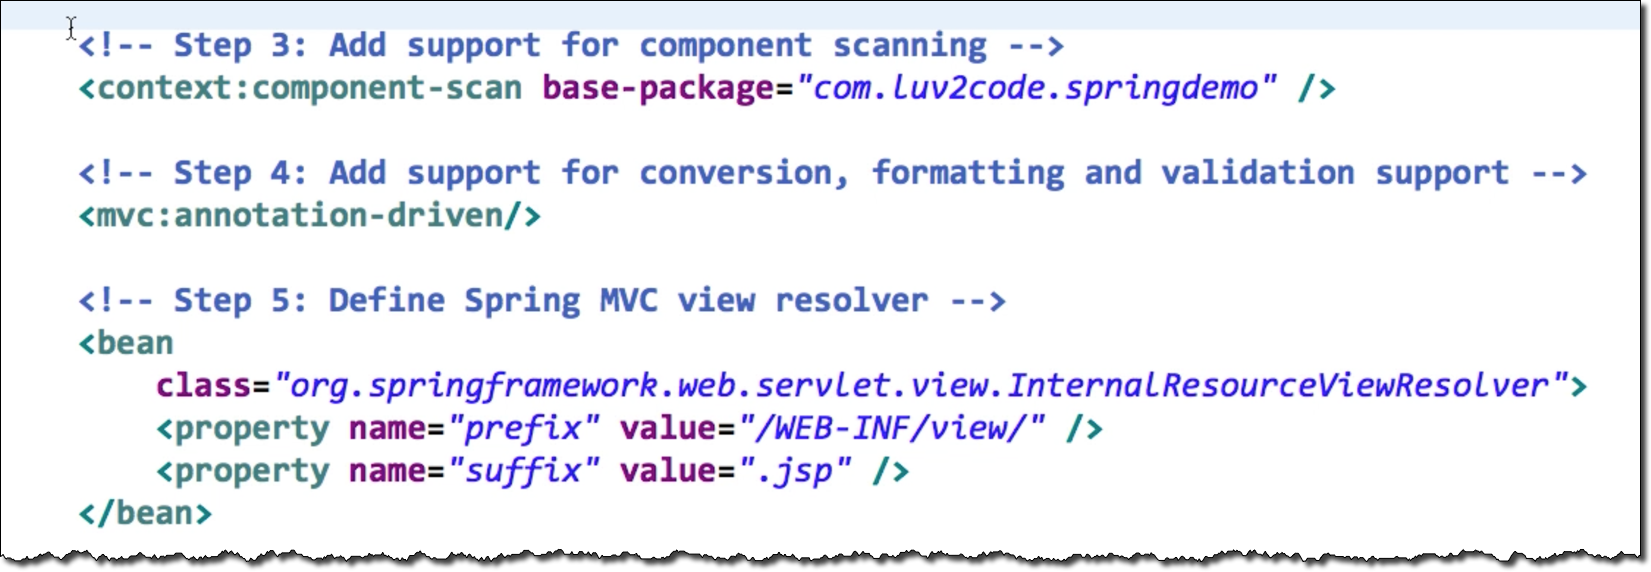 <!-- Step 3: Add support for component scanning -->
<context:component-scan base-package="com.luv2code.springdemo" />
<!-- Step 4: Add support for conversion, formatting and validation support -->
<mvc:annotation-driven/>
<!-- Step 5: Define Spring MVC view resolver -->
<bean
class="org.springframework.web.servlet.view.InternalResourceViewResolver">
<property name="prefix" value="/WEB-INF/view/" />
<property name="suffix" value=".jsp" />
</bean>